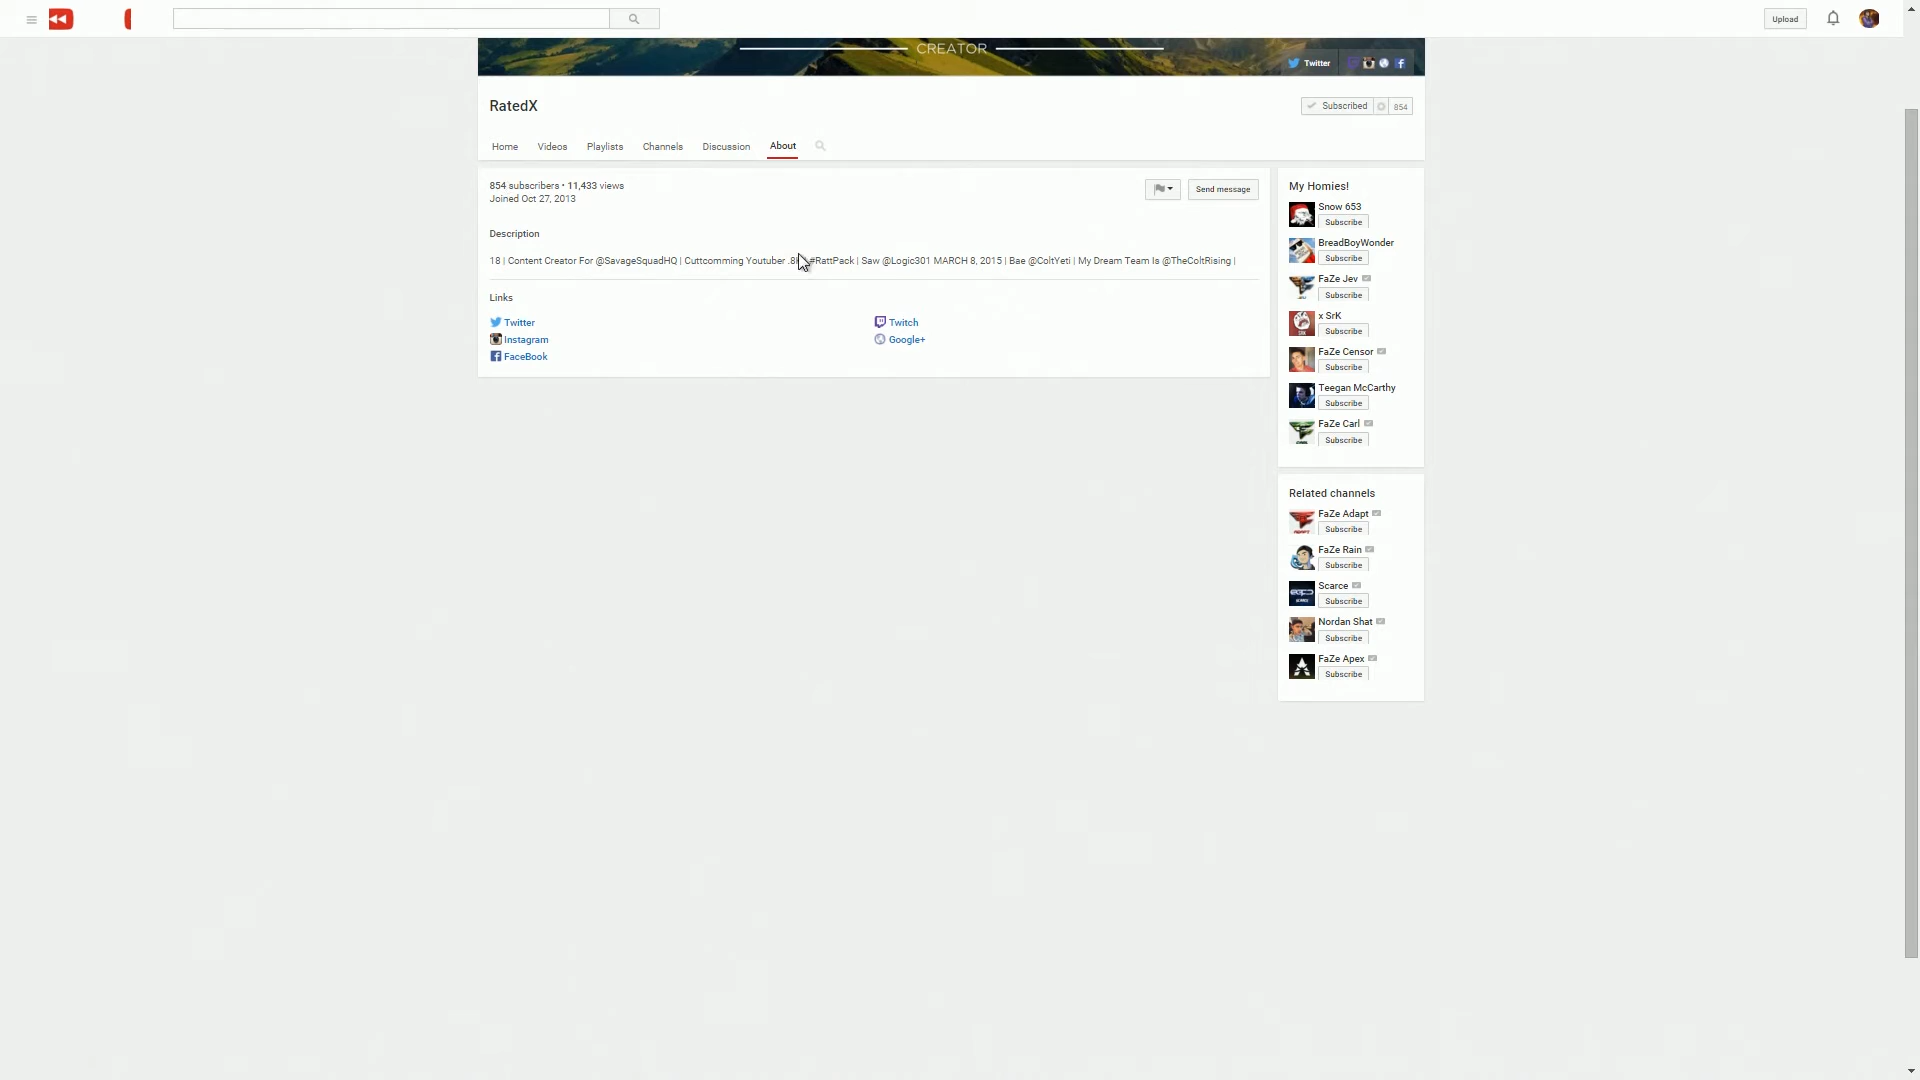 Upload
CREATOR
Twitter
RatedX
Subscribed 854
Home Videos Playlists Channels Discussion About
854 subscribers • 11,433 views
Joined Oct 27, 2013
Send message
Description
18 | Content Creator For @SavageSquadHQ | Cuttcomming Youtuber #RattPack | Saw @Logic301 MARCH 8, 2015 | Bae @ColtYeti | My Dream Team Is @TheColtRising |
Links
Twitter
Twitch
Instagram
Google+
FaceBook
My Homies!
Snow 653
Subscribe
BreadBoyWonder
Subscribe
FaZe Jev
Subscribe
x SrK
Subscribe
FaZe Censor
Subscribe
Teegan McCarthy
Subscribe
FaZe Carl
Subscribe
Related channels
FaZe Adapt
Subscribe
FaZe Rain
Subscribe
Scarce
Subscribe
Nordan Shat
Subscribe
FaZe Apex
Subscribe